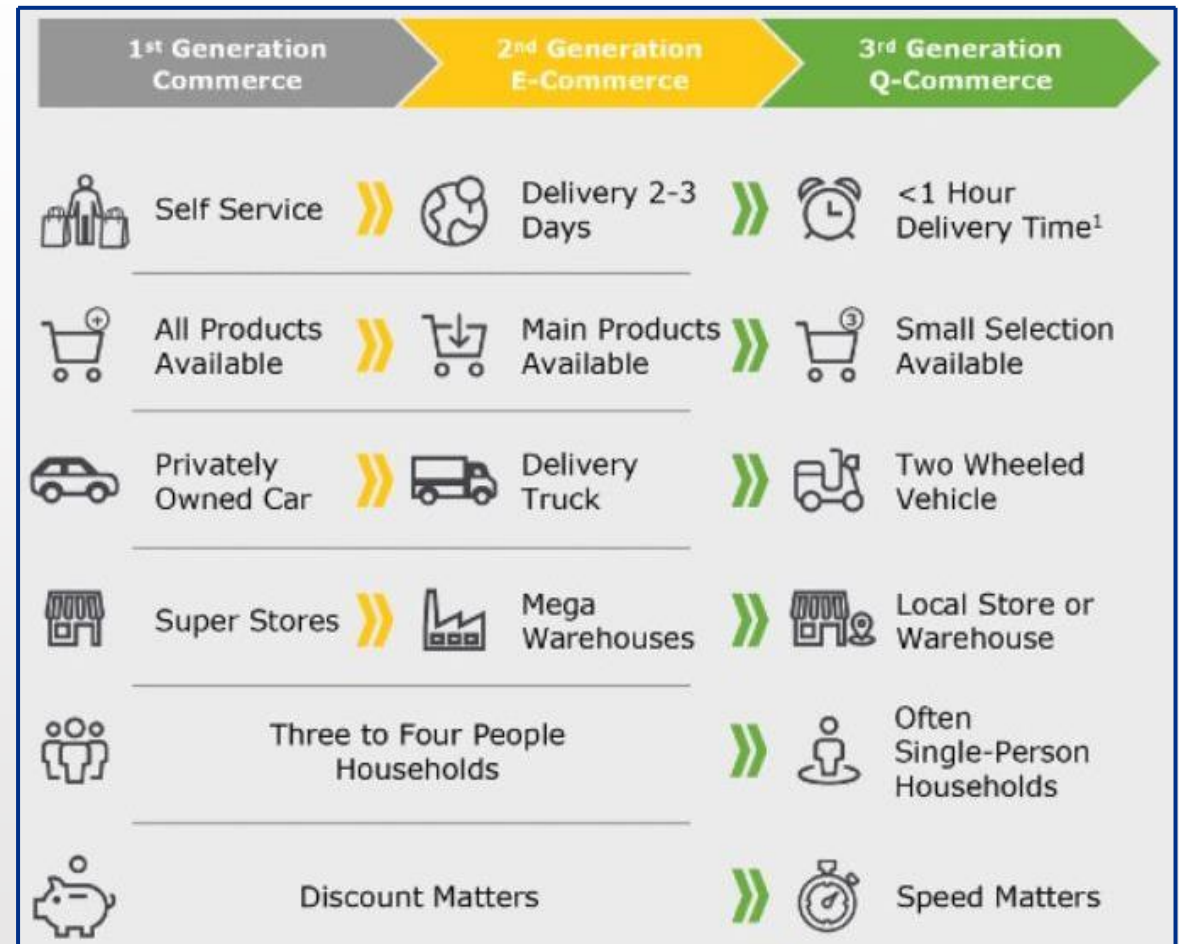 1st Generation
Commerce
2nd Generation
E-Commerce
3rd Generation
Q-Commerce
Self Service
Delivery 2-3
Days
<1 Hour
Delivery Time1
All Products
Available
Main Products
Available
3
Small Selection
Available
Privately
Owned Car
Delivery
Truck
Two Wheeled
Vehicle
Super Stores
Mega
Warehouses
Local Store or
Warehouse
Three to Four People
Households
Often
Single-Person
Households
Discount Matters
Speed Matters